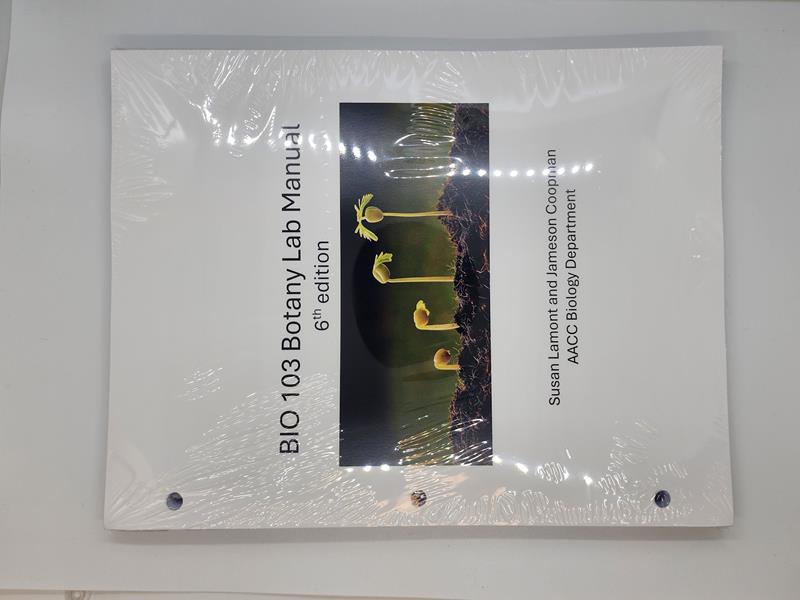 BIO 103 Botany Lab Manual
6th edition
Susan Lamont and Jameson Coopman
AACC Biology Department